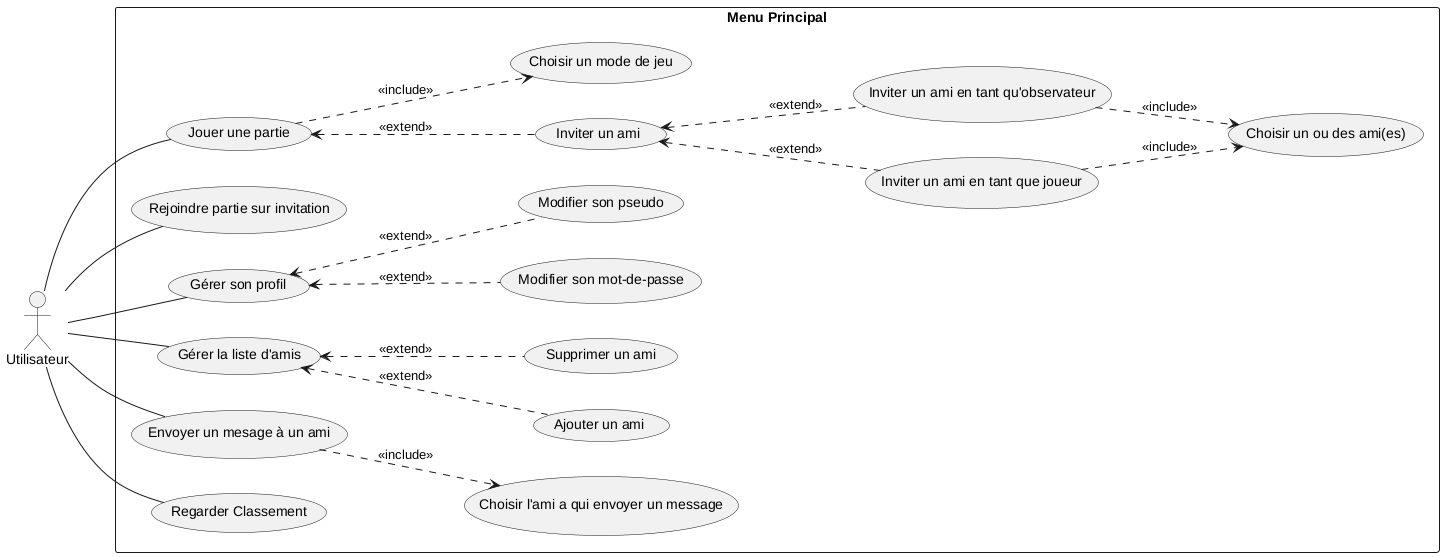 Menu Principal
Choisir un mode de jeu
«include»
Inviter un ami en tant qu'observateur
«extend»
«include»
Jouer une partie
«extend»
Inviter un ami
Choisir un ou des ami(es)
«extend»
«include»
Inviter un ami en tant que joueur
Rejoindre partie sur invitation
Modifier son pseudo
«extend»
Gérer son profil
«extend»
Modifier son mot-de-passe
Utilisateur
Gérer la liste d'amis
«extend»
Supprimer un ami
«extend»
Ajouter un ami
Envoyer un mesage à un ami
«include»
Choisir l'ami a qui envoyer un message
Regarder Classement